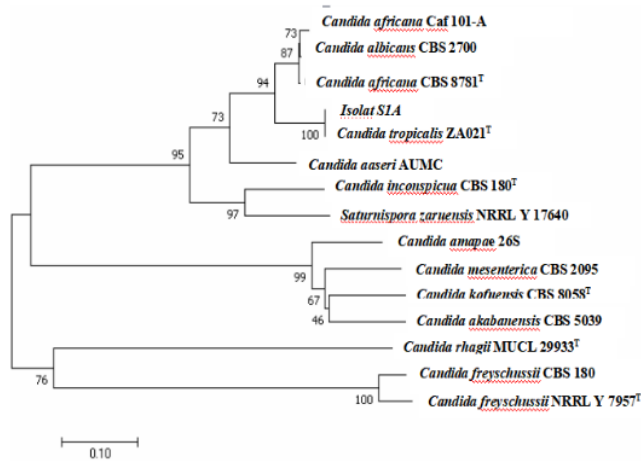 73
Candida africana Caf 101-A
87
Candida albicans CBS 2700
94
Candida africana CBS 8781ᵀ
Isolat S1A
73
100
Candida tropicalis ZA021ᵀ
95
Candida aaseri AUMC
Candida inconspicua CBS 180ᵀ
97
Saturnispora zaruensis NRRL Y 17640
Candida amapae 26S
99
Candida mesenterica CBS 2095
67
Candida kofuensis CBS 8058ᵀ
46
Candida akabanensis CBS 5039
Candida rhagii MUCL 29933ᵀ
76
Candida freyschussii CBS 180
100
Candida freyschussii NRRL Y 7957ᵀ
0.10